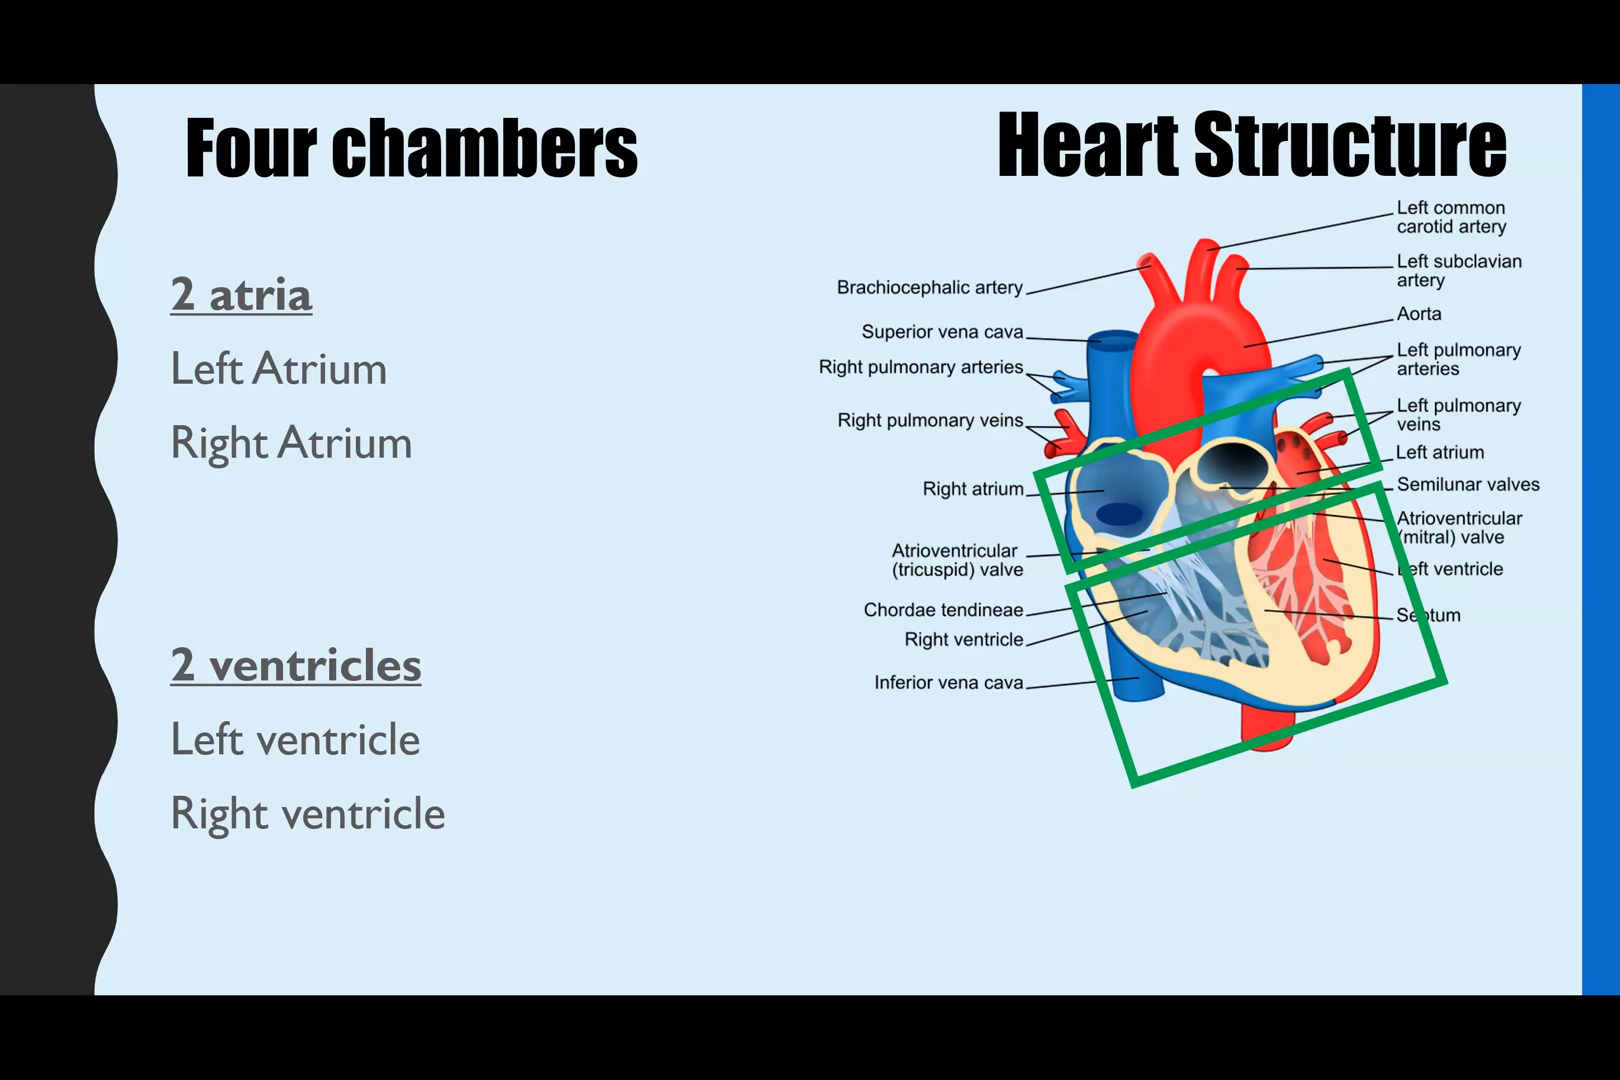 Four chambers
Heart Structure
2 atria
Left Atrium
Right Atrium
2 ventricles
Left ventricle
Right ventricle
Brachiocephalic artery
Superior vena cava
Right pulmonary arteries
Right pulmonary veins
Right atrium
Atrioventricular
(tricuspid) valve
Chordae tendineae
Right ventricle
Inferior vena cava
Left common
carotid artery
Left subclavian
artery
Aorta
Left pulmonary
arteries
Left pulmonary
veins
Left atrium
Semilunar valves
Atrioventricular
(mitral) valve
Left ventricle
Septum